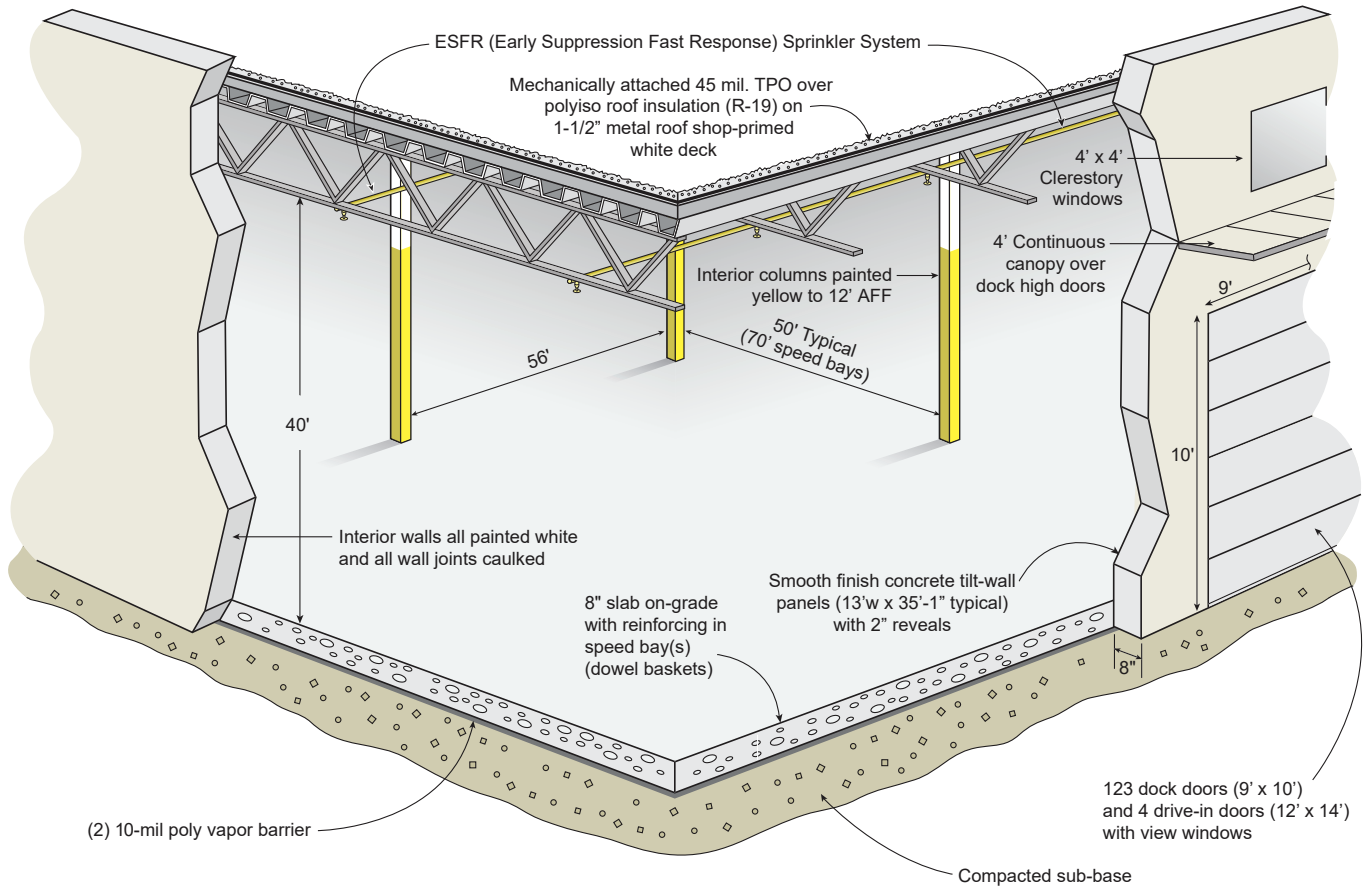 ESFR (Early Suppression Fast Response) Sprinkler System
Mechanically attached 45 mil. TPO over
polyiso roof insulation (R-19) on
1-1/2” metal roof shop-primed
white deck
4’ x 4’
Clerestory
windows
4’ Continuous
canopy over
dock high doors
Interior columns painted
yellow to 12’ AFF
9'
56'
50’ Typical
(70’ speed bays)
40'
10'
Interior walls all painted white
and all wall joints caulked
8" slab on-grade
with reinforcing in
speed bay(s)
(dowel baskets)
Smooth finish concrete tilt-wall
panels (13’w x 35’-1” typical)
with 2” reveals
8"
123 dock doors (9’ x 10’)
and 4 drive-in doors (12’ x 14’)
with view windows
(2) 10-mil poly vapor barrier
Compacted sub-base